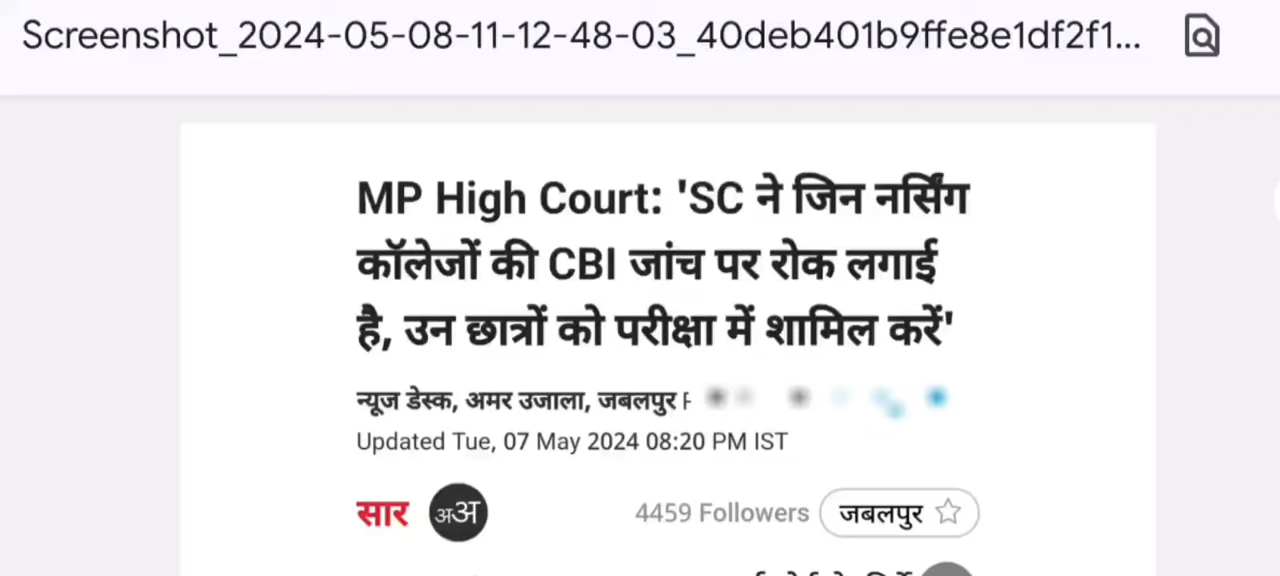 Screenshot_2024-05-08-11-12-48-03_40deb401b9ffe8e1df2f1...
MP High Court: 'SC ने जिन नर्सिंग
कॉलेजों की CBI जांच पर रोक लगाई
है, उन छात्रों को परीक्षा में शामिल करें'
न्यूज डेस्क, अमर उजाला, जबलपुर
Updated Tue, 07 May 2024 08:20 PM IST
सार अअ 4459 Followers जबलपुर